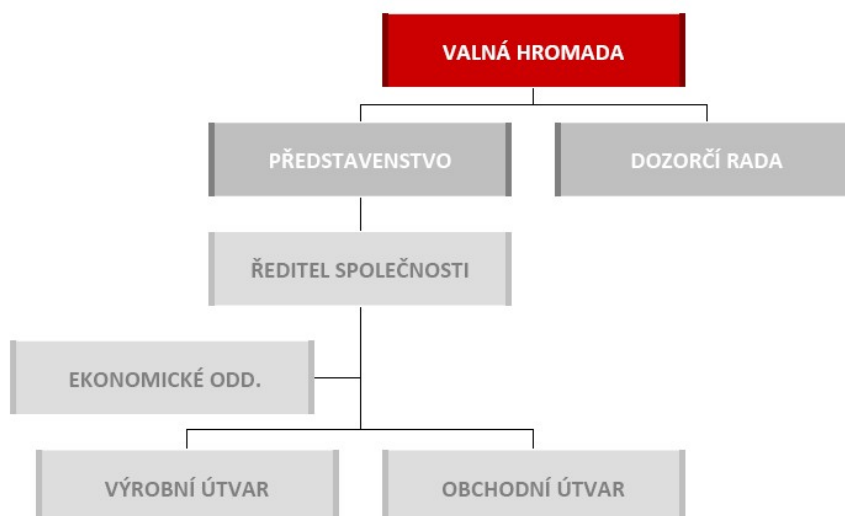 VALNÁ HROMADA
PŘEDSTAVENSTVO
DOZORČÍ RADA
ŘEDITEL SPOLEČNOSTI
EKONOMICKÉ ODD.
VÝROBNÍ ÚTVAR
OBCHODNÍ ÚTVAR